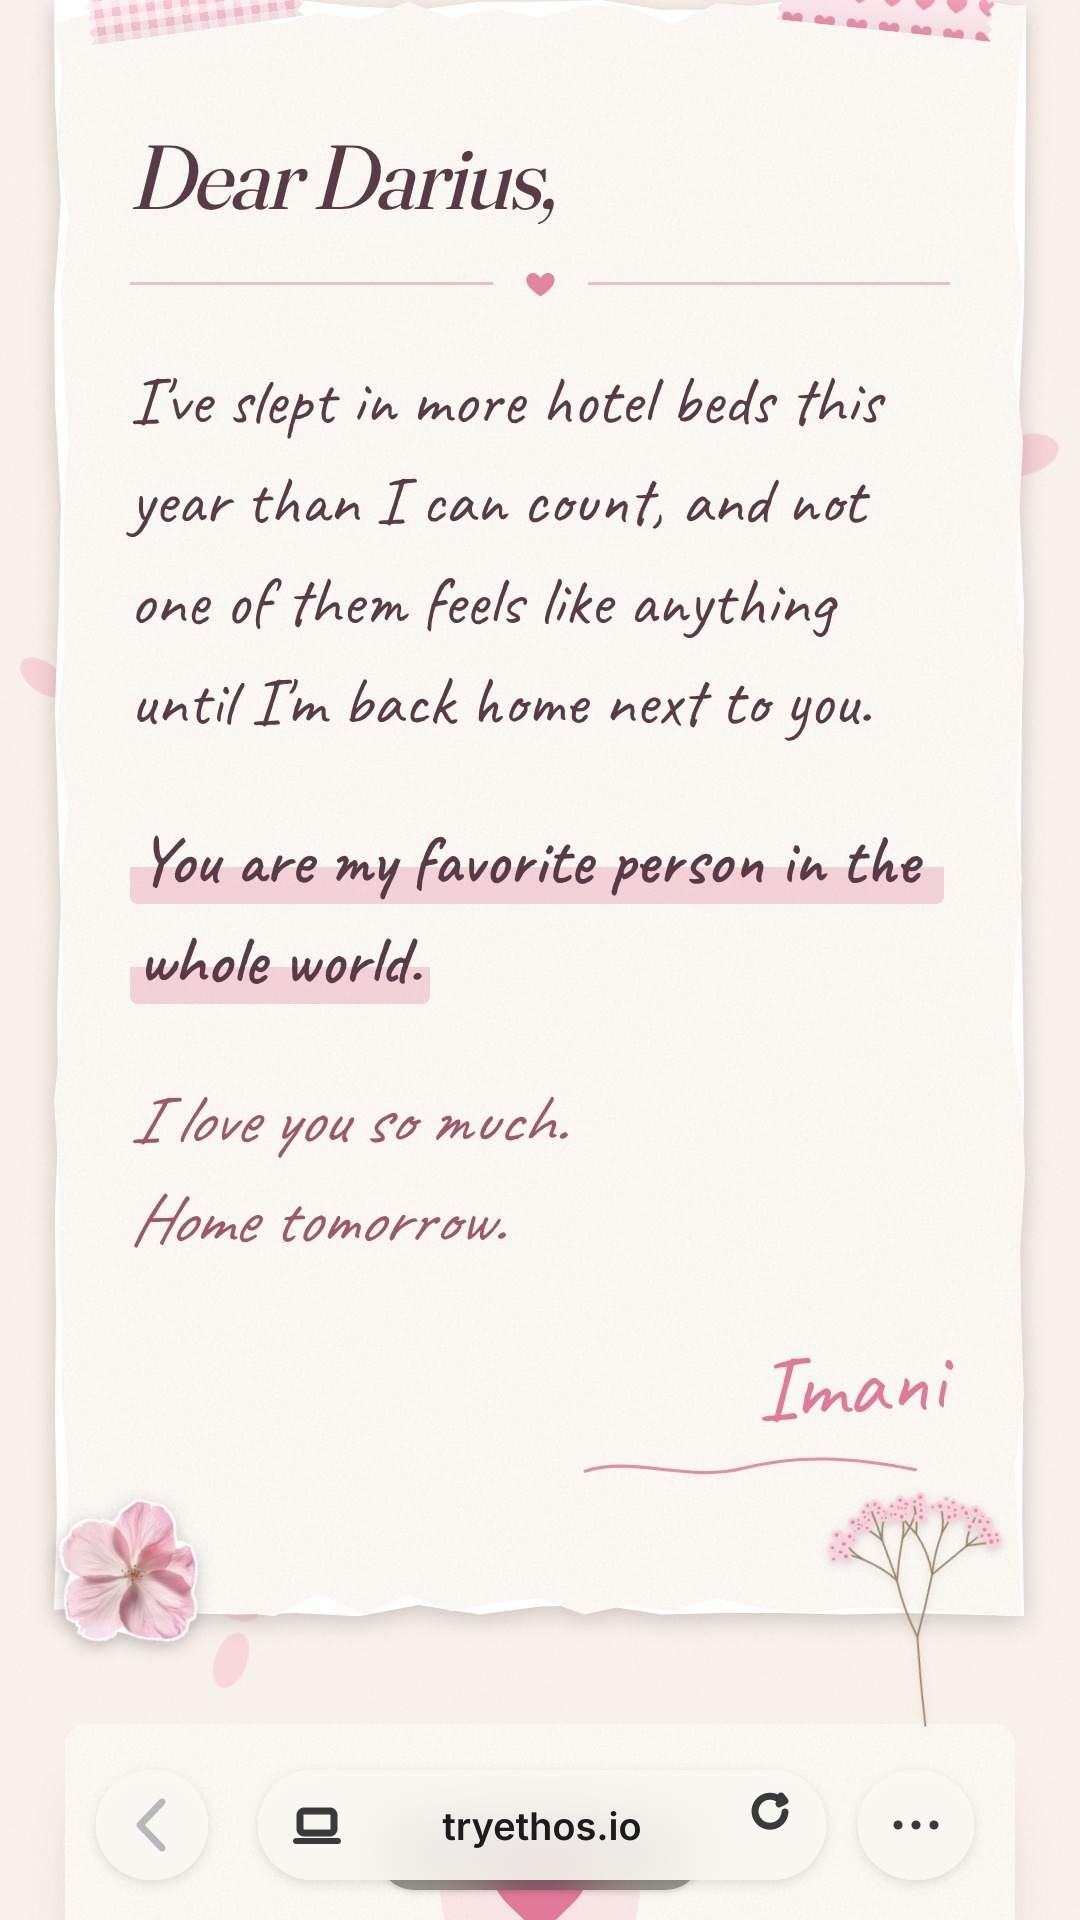 Dear Darius,
I've slept in more hotel beds this
year than I can count, and not
one of them feels like anything
until I'm back home next to you.
You are my favorite person in the
whole world.
I love you so much.
Home tomorrow.
Imani
tryethos.io